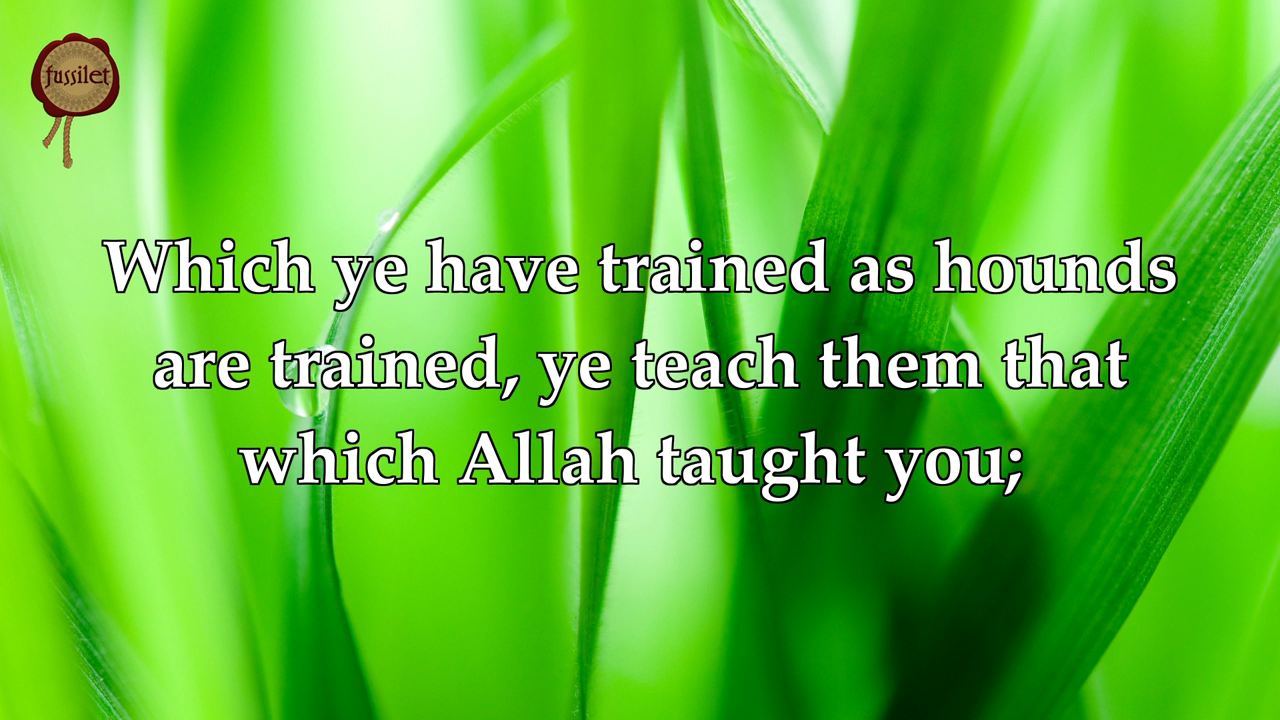 fussilet
Which ye have trained as hounds
are trained, ye teach them that
which Allah taught you;